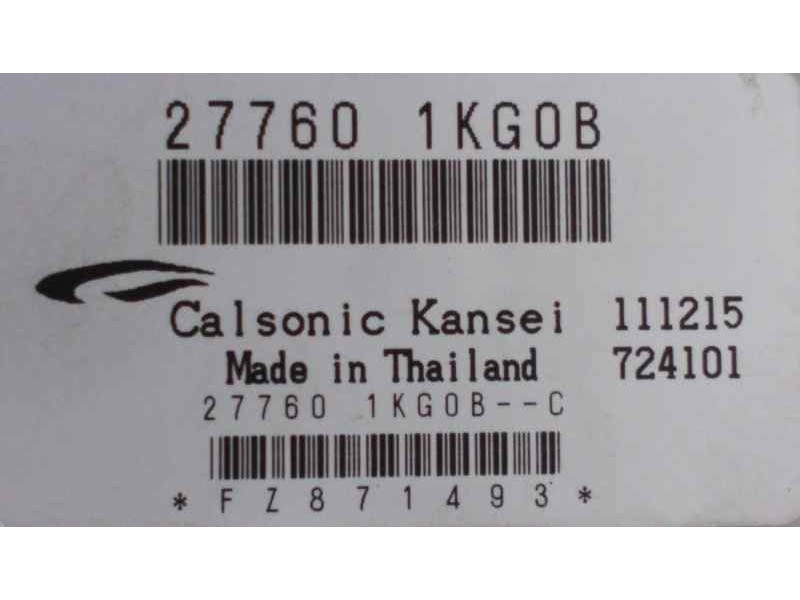 27760 1KG0B
Calsonic Kansei 111215
Made in Thailand 724101
27760 1KG0B--C
*FZ871493*